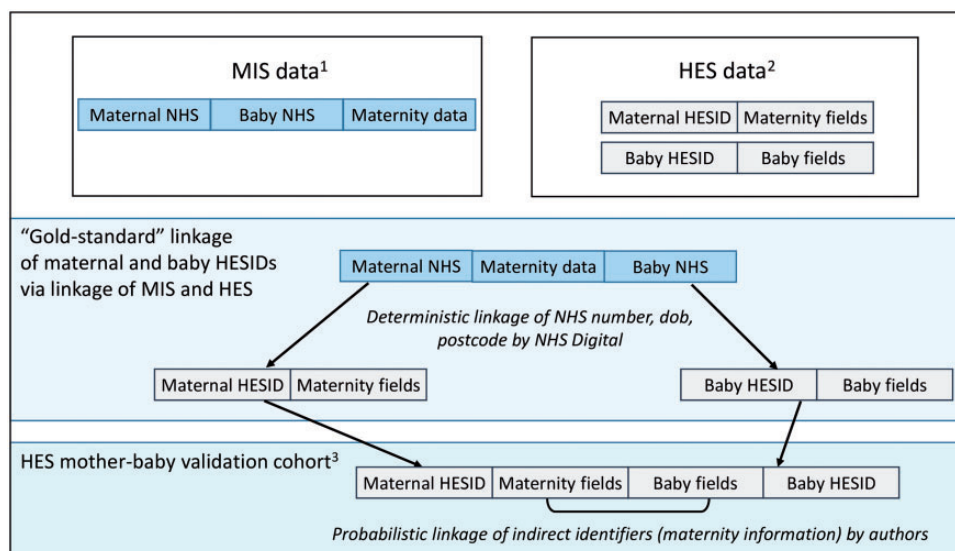 MIS data1
Maternal NHS Baby NHS Maternity data
HES data2
Maternal HESID Maternity fields
Baby HESID Baby fields
“Gold-standard” linkage
of maternal and baby HESIDs
via linkage of MIS and HES
Maternal NHS Maternity data Baby NHS
Deterministic linkage of NHS number, dob,
postcode by NHS Digital
Maternal HESID Maternity fields
Baby HESID Baby fields
HES mother-baby validation cohort3
Maternal HESID Maternity fields Baby fields Baby HESID
Probabilistic linkage of indirect identifiers (maternity information) by authors